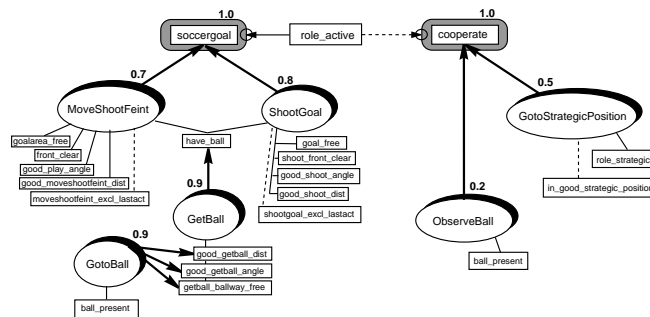 1.0
1.0
soccergoal
role_active
cooperate
0.7
0.8
0.5
MoveShootFeint
ShootGoal
GotoStrategicPosition
goalarea_free
front_clear
good_play_angle
good_moveshootfeint_dist
moveshootfeint_excl_lastact
have_ball
goal_free
shoot_front_clear
good_shoot_angle
good_shoot_dist
shootgoal_excl_lastact
role_strategic
in_good_strategic_position
0.9
0.2
GetBall
ObserveBall
0.9
GotoBall
good_getball_dist
good_getball_angle
getball_ballway_free
ball_present
ball_present